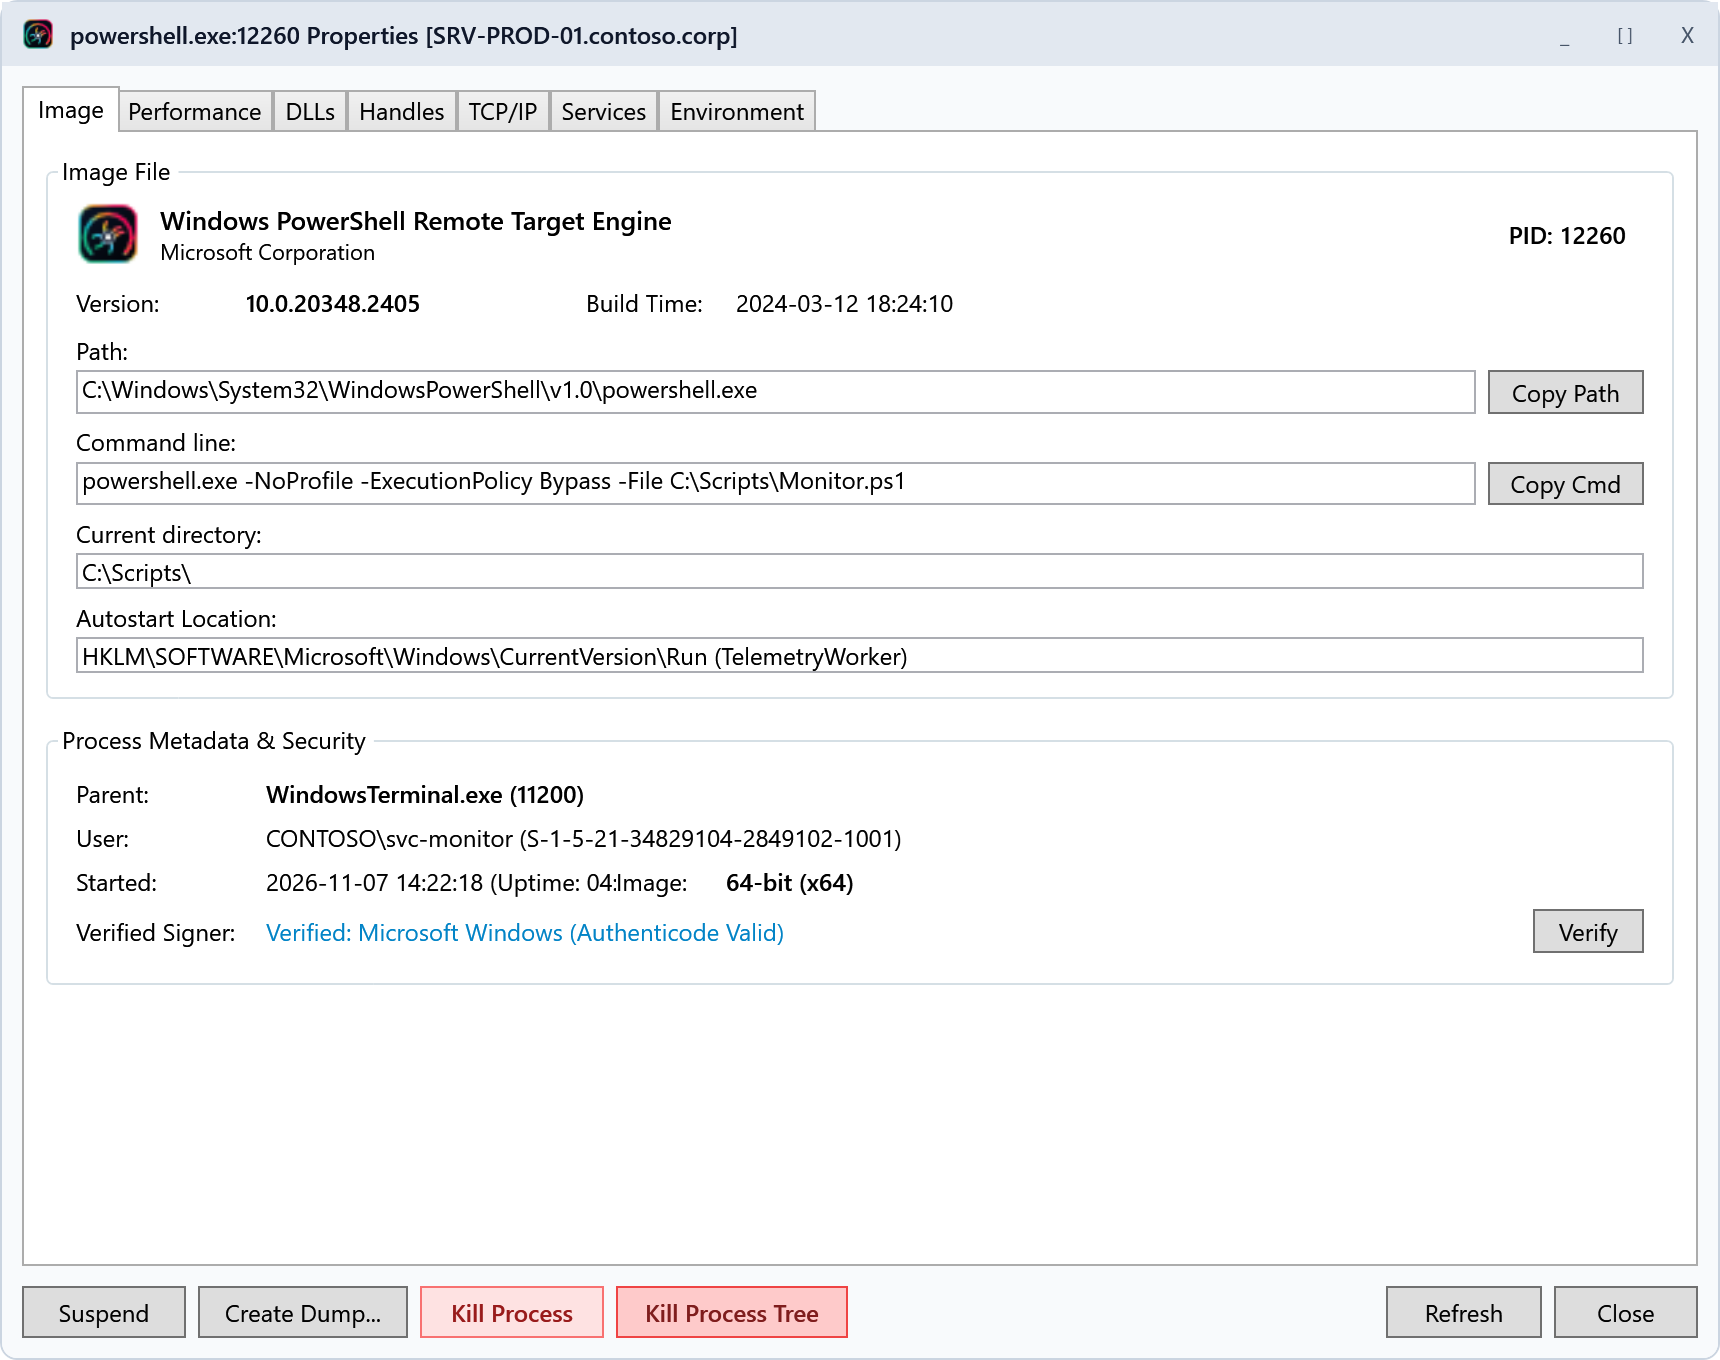 powershell.exe:12260 Properties [SRV-PROD-01.contoso.corp]
_ [ ] X
Image Performance DLLs Handles TCP/IP Services Environment
Image File
Windows PowerShell Remote Target Engine
Microsoft Corporation
PID: 12260
Version: 10.0.20348.2405 Build Time: 2024-03-12 18:24:10
Path:
C:\Windows\System32\WindowsPowerShell\v1.0\powershell.exe Copy Path
Command line:
powershell.exe -NoProfile -ExecutionPolicy Bypass -File C:\Scripts\Monitor.ps1 Copy Cmd
Current directory:
C:\Scripts\
Autostart Location:
HKLM\SOFTWARE\Microsoft\Windows\CurrentVersion\Run (TelemetryWorker)
Process Metadata & Security
Parent: WindowsTerminal.exe (11200)
User: CONTOSO\svc-monitor (S-1-5-21-34829104-2849102-1001)
Started: 2026-11-07 14:22:18 (Uptime: 04:Image: 64-bit (x64)
Verified Signer: Verified: Microsoft Windows (Authenticode Valid) Verify
Suspend Create Dump... Kill Process Kill Process Tree Refresh Close